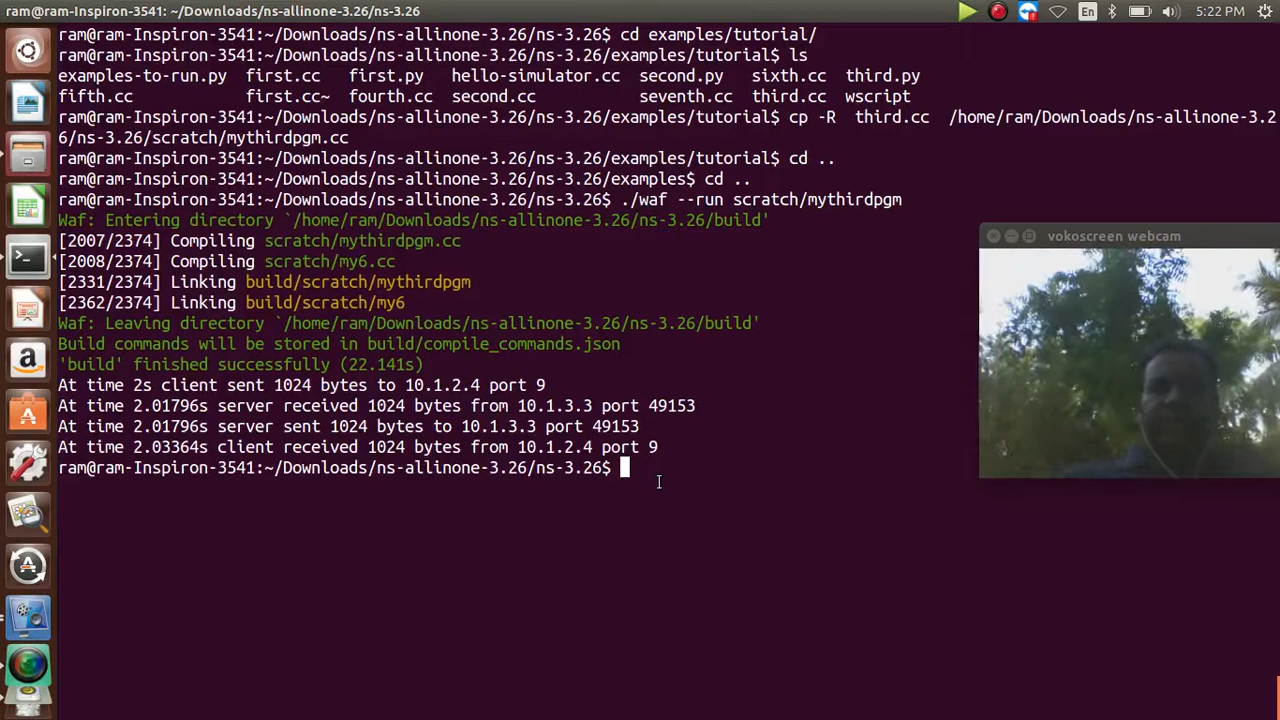 ram@ram-Inspiron-3541: ~/Downloads/ns-allinone-3.26/ns-3.26
En
5:22 PM
ram@ram-Inspiron-3541:~/Downloads/ns-allinone-3.26/ns-3.26$ cd examples/tutorial/
ram@ram-Inspiron-3541:~/Downloads/ns-allinone-3.26/ns-3.26/examples/tutorial$ ls
examples-to-run.py  first.cc   first.py   hello-simulator.cc  second.py   sixth.cc  third.py
fifth.cc            first.cc~  fourth.cc  second.cc           seventh.cc  third.cc  wscript
ram@ram-Inspiron-3541:~/Downloads/ns-allinone-3.26/ns-3.26/examples/tutorial$ cp -R  third.cc  /home/ram/Downloads/ns-allinone-3.2
6/ns-3.26/scratch/mythirdpgm.cc
ram@ram-Inspiron-3541:~/Downloads/ns-allinone-3.26/ns-3.26/examples/tutorial$ cd ..
ram@ram-Inspiron-3541:~/Downloads/ns-allinone-3.26/ns-3.26/examples$ cd ..
ram@ram-Inspiron-3541:~/Downloads/ns-allinone-3.26/ns-3.26$ ./waf --run scratch/mythirdpgm
Waf: Entering directory `/home/ram/Downloads/ns-allinone-3.26/ns-3.26/build'
[2007/2374] Compiling scratch/mythirdpgm.cc
[2008/2374] Compiling scratch/my6.cc
[2331/2374] Linking build/scratch/mythirdpgm
[2362/2374] Linking build/scratch/my6
Waf: Leaving directory `/home/ram/Downloads/ns-allinone-3.26/ns-3.26/build'
Build commands will be stored in build/compile_commands.json
'build' finished successfully (22.141s)
At time 2s client sent 1024 bytes to 10.1.2.4 port 9
At time 2.01796s server received 1024 bytes from 10.1.3.3 port 49153
At time 2.01796s server sent 1024 bytes to 10.1.3.3 port 49153
At time 2.03364s client received 1024 bytes from 10.1.2.4 port 9
ram@ram-Inspiron-3541:~/Downloads/ns-allinone-3.26/ns-3.26$
vokoscreen webcam